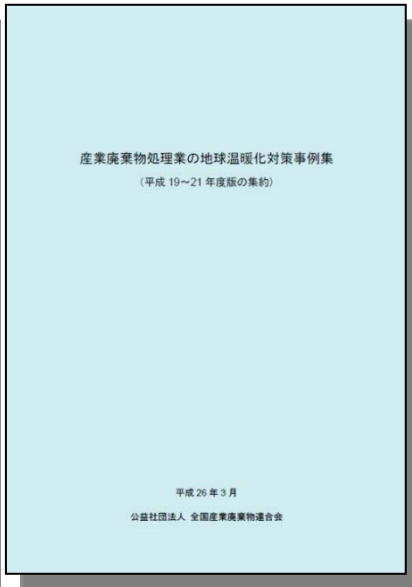 産業廃棄物処理業の地球温暖化対策事例集
（平成 19～21 年度版の集約）
平成 26 年 3 月
公益社団法人 全国産業廃棄物連合会